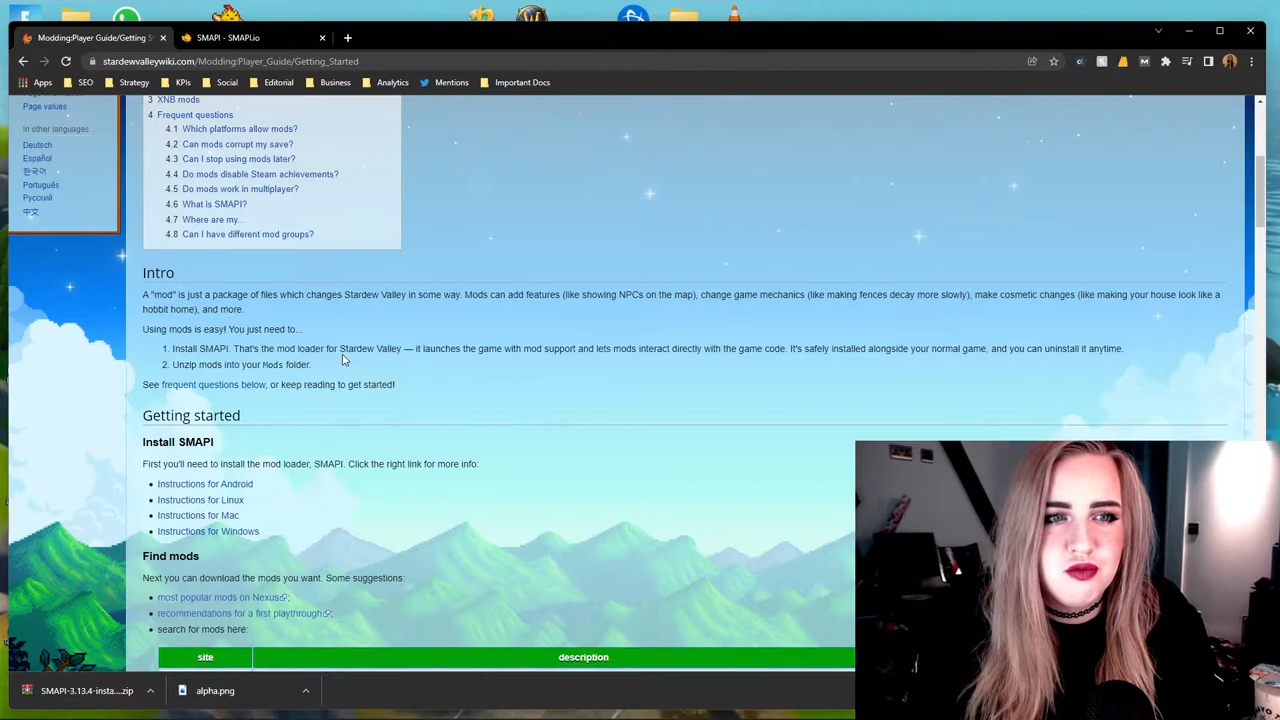 Modding:Player Guide/Getting S
SMAPI - SMAPI.io
stardewvalleywiki.com/Modding:Player_Guide/Getting_Started
Apps SEO Strategy KPIs Social Editorial Business Analytics Mentions Important Docs
Page values
In other languages
Deutsch
Español
한국어
Português
Русский
中文
3 XNB mods
4 Frequent questions
4.1 Which platforms allow mods?
4.2 Can mods corrupt my save?
4.3 Can I stop using mods later?
4.4 Do mods disable Steam achievements?
4.5 Do mods work in multiplayer?
4.6 What is SMAPI?
4.7 Where are my...
4.8 Can I have different mod groups?
Intro
A "mod" is just a package of files which changes Stardew Valley in some way. Mods can add features (like showing NPCs on the map), change game mechanics (like making fences decay more slowly), make cosmetic changes (like making your house look like a
hobbit home), and more.
Using mods is easy! You just need to...
1. Install SMAPI. That's the mod loader for Stardew Valley — it launches the game with mod support and lets mods interact directly with the game code. It's safely installed alongside your normal game, and you can uninstall it anytime.
2. Unzip mods into your Mods folder.
See frequent questions below, or keep reading to get started!
Getting started
Install SMAPI
First you'll need to install the mod loader, SMAPI. Click the right link for more info:
• Instructions for Android
• Instructions for Linux
• Instructions for Mac
• Instructions for Windows
Find mods
Next you can download the mods you want. Some suggestions:
• most popular mods on Nexus;
• recommendations for a first playthrough;
• search for mods here:
site description
SMAPI-3.13.4-insta....zip
alpha.png